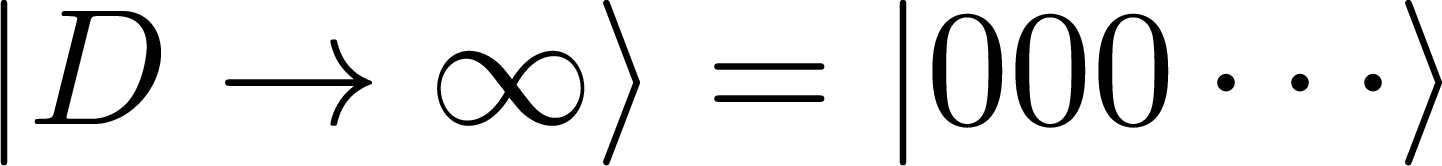 |D → ∞⟩ = |000 · · ·⟩